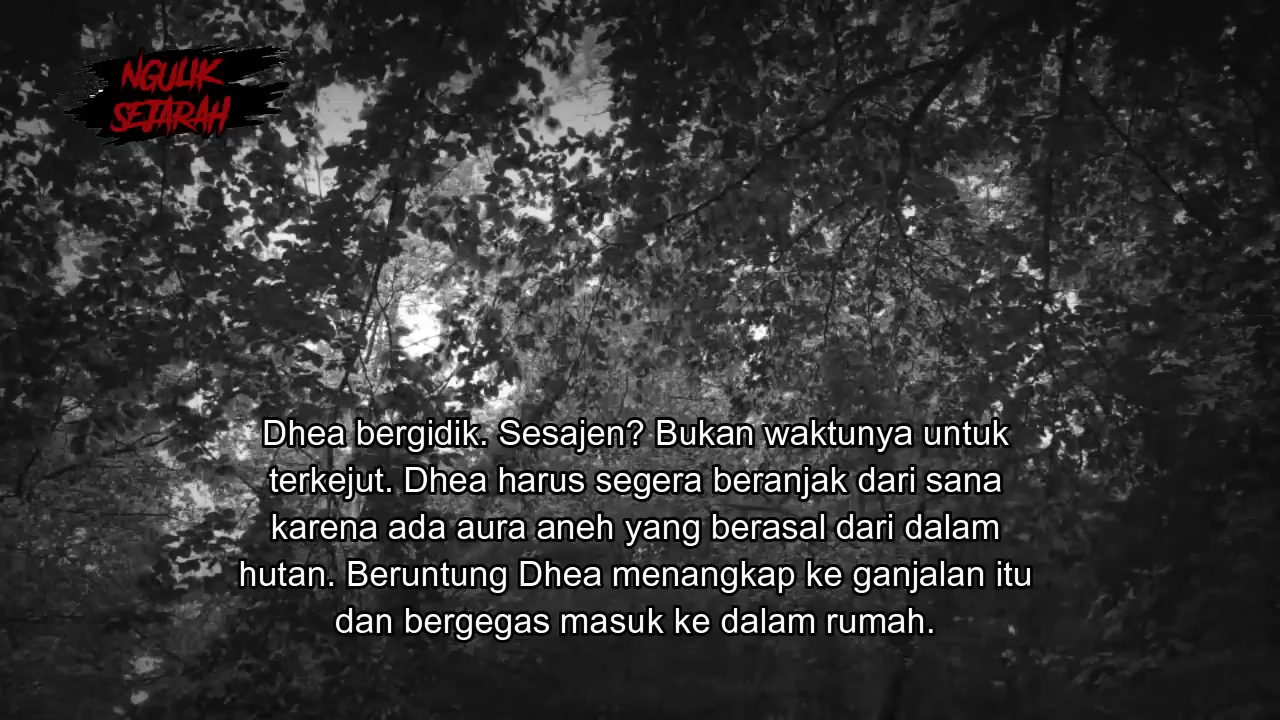 NGULIK
SEJARAH
Dhea bergidik. Sesajen? Bukan waktunya untuk
terkejut. Dhea harus segera beranjak dari sana
karena ada aura aneh yang berasal dari dalam
hutan. Beruntung Dhea menangkap ke ganjalan itu
dan bergegas masuk ke dalam rumah.